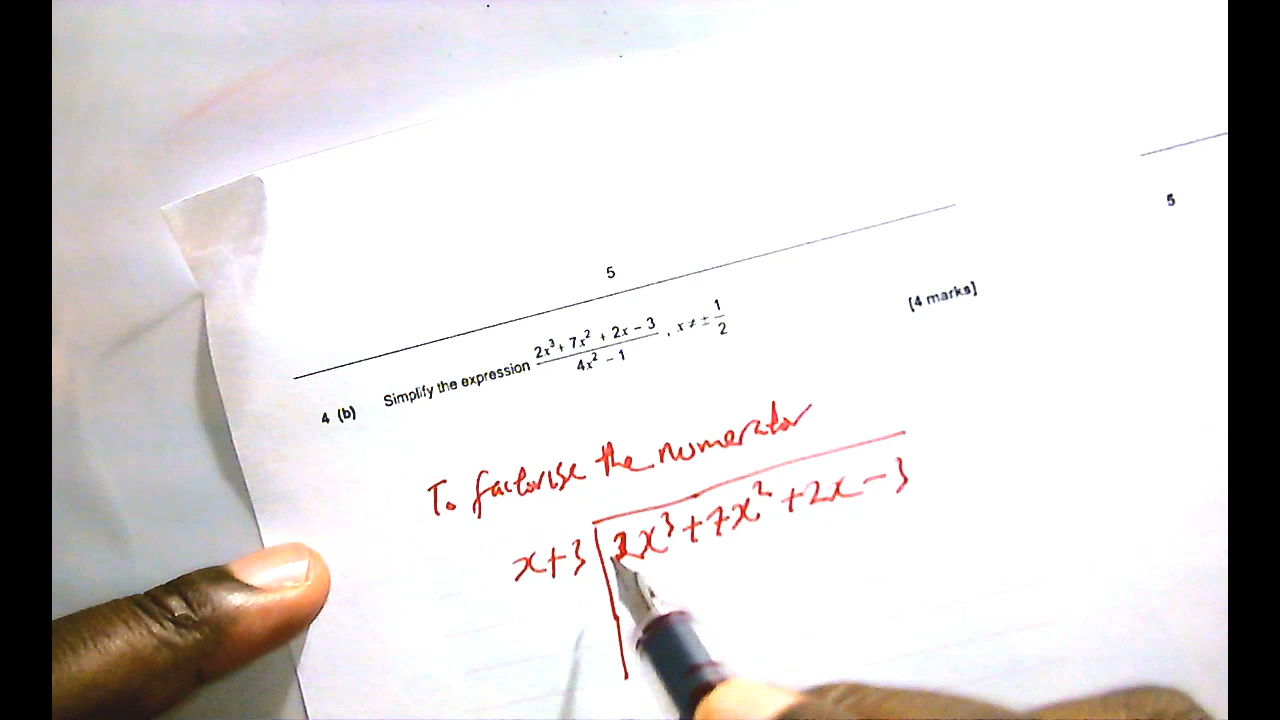 5
5
[4 marks]
4 (b) Simplify the expression (2x³ + 7x² + 2x − 3)/(4x² − 1) , x ≠ ± 1/2
To factorise the numerator
x+3 2x³+7x²+2x−3